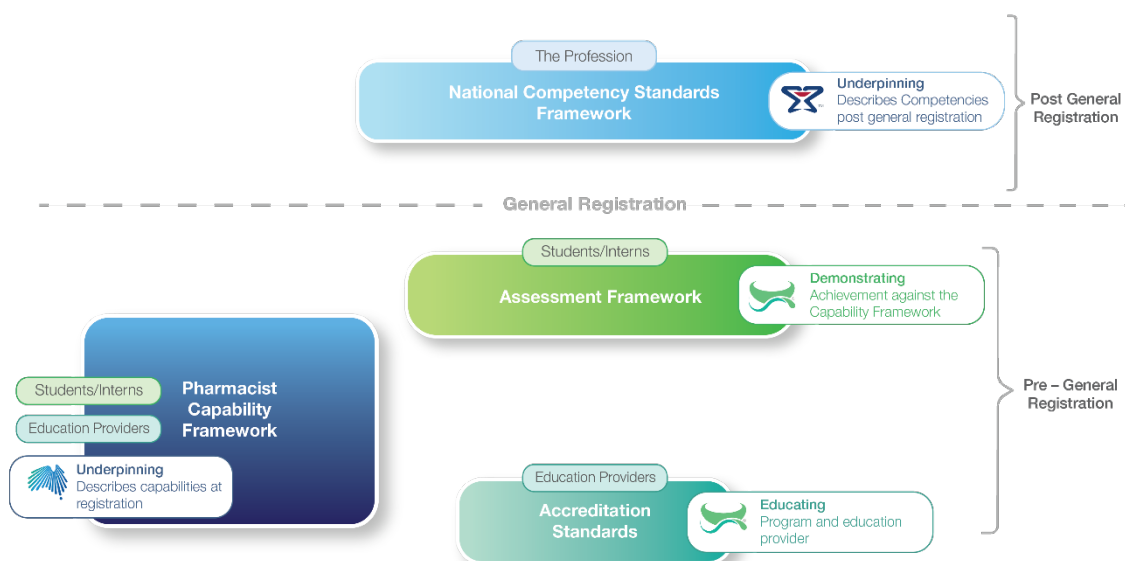 The Profession
National Competency Standards
Framework
Underpinning
Describes Competencies
post general registration
Post General
Registration
General Registration
Students/Interns
Assessment Framework
Demonstrating
Achievement against the
Capability Framework
Pre – General
Registration
Students/Interns
Education Providers
Pharmacist
Capability
Framework
Underpinning
Describes capabilities at
registration
Education Providers
Accreditation
Standards
Educating
Program and education
provider